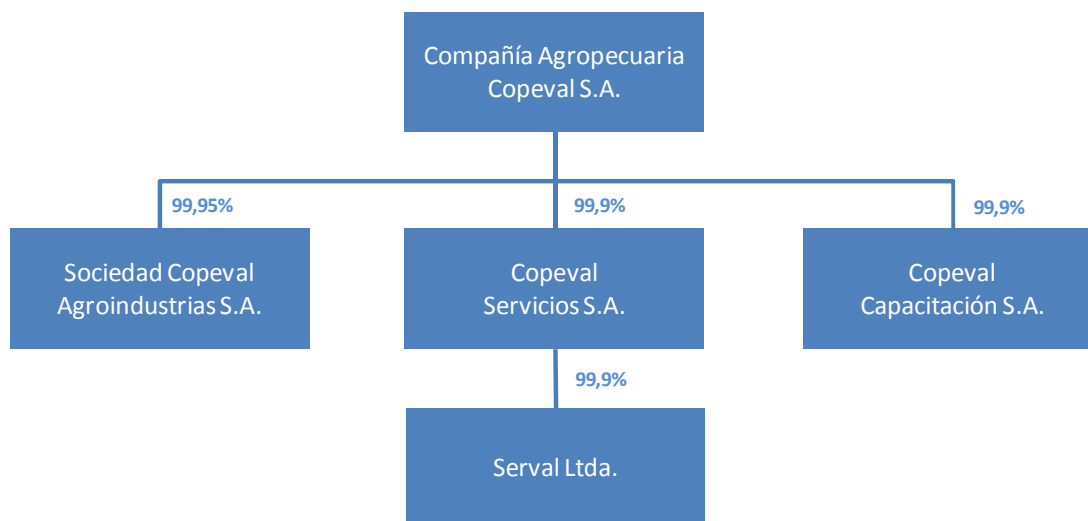 Compañía Agropecuaria
Copeval S.A.
99,95%
99,9%
99,9%
Sociedad Copeval
Agroindustrias S.A.
Copeval
Servicios S.A.
Copeval
Capacitación S.A.
99,9%
Serval Ltda.